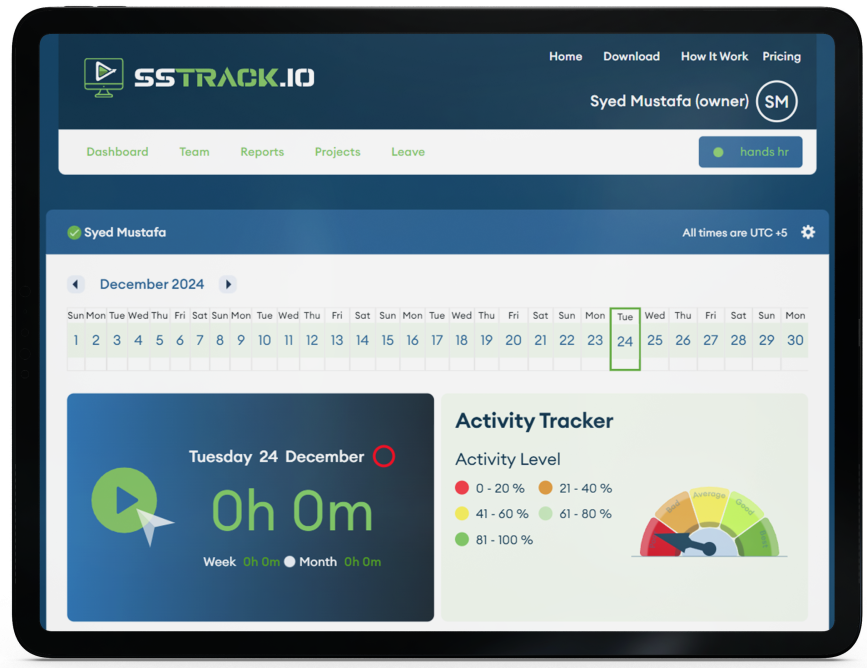 Home Download How It Work Pricing
SSTRACK.IO
Syed Mustafa (owner) SM
Dashboard Team Reports Projects Leave hands hr
Syed Mustafa All times are UTC +5
December 2024
Sun Mon Tue Wed Thu Fri Sat Sun Mon Tue Wed Thu Fri Sat Sun Mon Tue Wed Thu Fri Sat Sun Mon Tue Wed Thu Fri Sat Sun Mon
1 2 3 4 5 6 7 8 9 10 11 12 13 14 15 16 17 18 19 20 21 22 23 24 25 26 27 28 29 30
Tuesday 24 December
0h 0m
Week 0h 0m Month 0h 0m
Activity Tracker
Activity Level
0 - 20 % 21 - 40 %
41 - 60 % 61 - 80 %
81 - 100 %
Bad Average Good